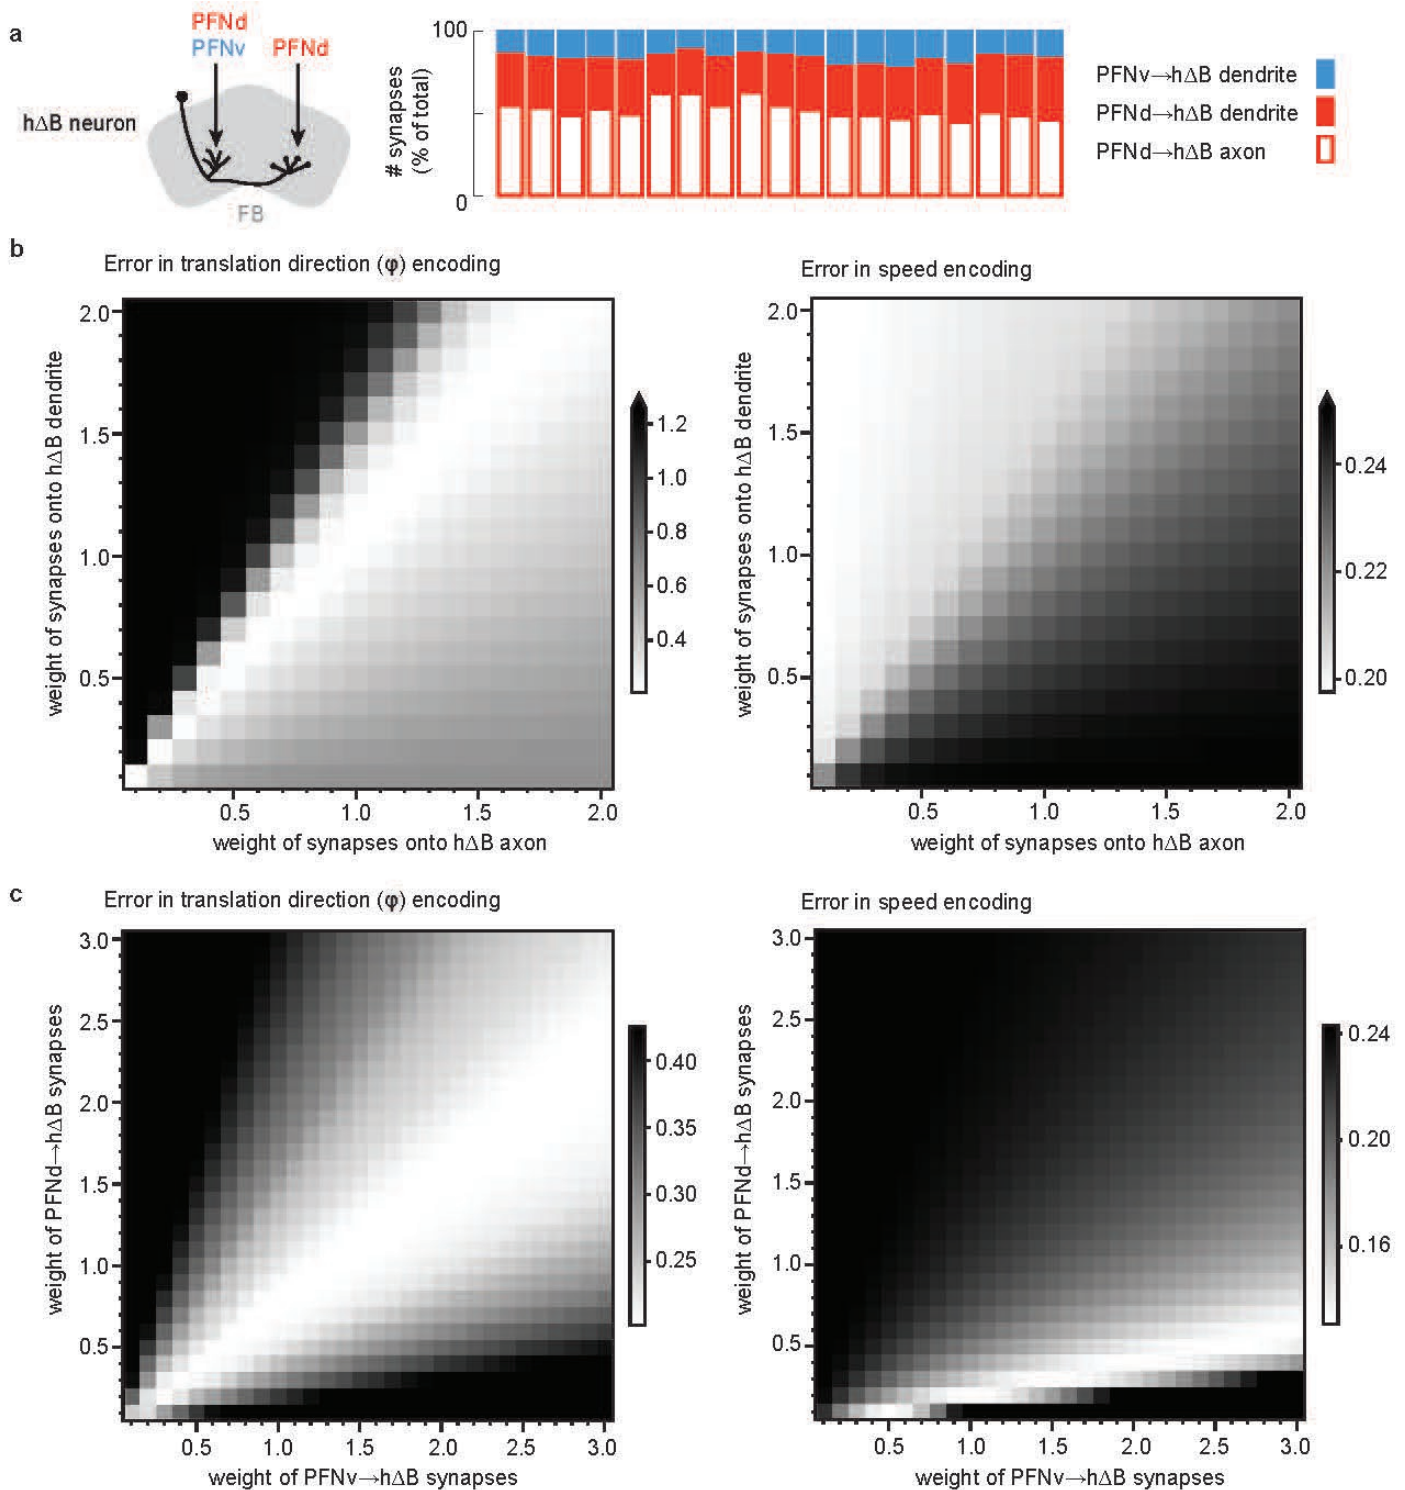 a
PFNd
PFNv PFNd
hΔB neuron
FB
100
0
# synapses
(% of total)
PFNv→hΔB dendrite
PFNd→hΔB dendrite
PFNd→hΔB axon
b
Error in translation direction (φ) encoding
2.0
1.5
1.0
0.5
weight of synapses onto hΔB dendrite
0.5 1.0 1.5 2.0
weight of synapses onto hΔB axon
1.2
1.0
0.8
0.6
0.4
Error in speed encoding
2.0
1.5
1.0
0.5
weight of synapses onto hΔB dendrite
0.5 1.0 1.5 2.0
weight of synapses onto hΔB axon
0.24
0.22
0.20
c
Error in translation direction (φ) encoding
3.0
2.5
2.0
1.5
1.0
0.5
weight of PFNd→hΔB synapses
0.5 1.0 1.5 2.0 2.5 3.0
weight of PFNv→hΔB synapses
0.40
0.35
0.30
0.25
Error in speed encoding
3.0
2.5
2.0
1.5
1.0
0.5
weight of PFNd→hΔB synapses
0.5 1.0 1.5 2.0 2.5 3.0
weight of PFNv→hΔB synapses
0.24
0.20
0.16